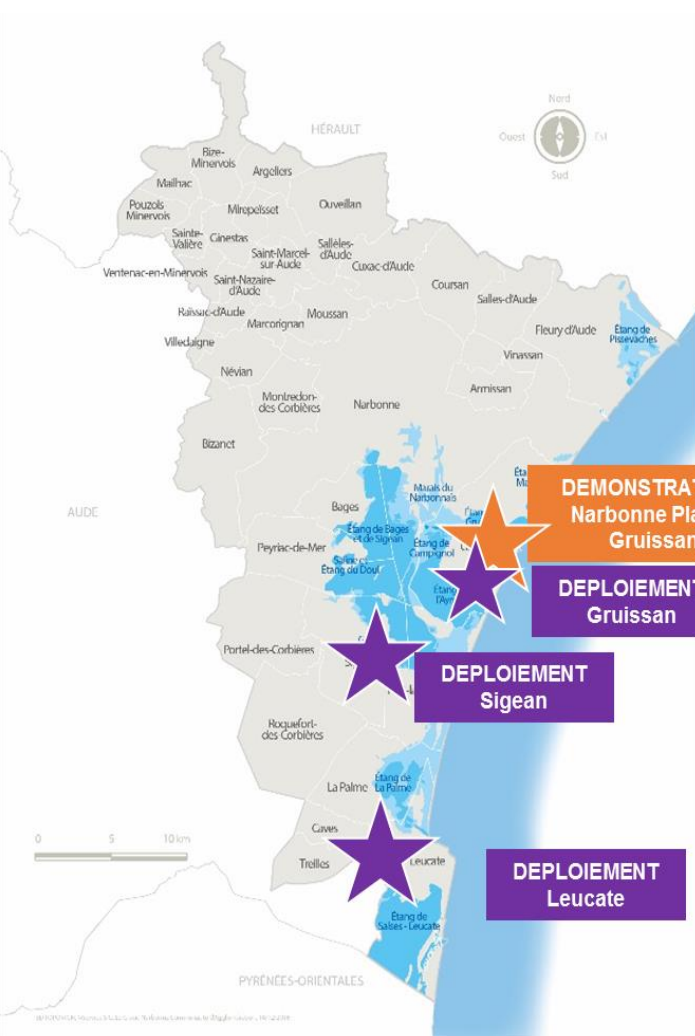 Nord
Ouest
Est
Sud
HÉRAULT
Bize-
Minervois
Argeliers
Mailhac
Pouzols
Minervois
Mirepeïsset
Ouveillan
Sainte-
Valière
Ginestas
Sallèles-
d'Aude
Saint-Marcel-
sur-Aude
Cuxac-d'Aude
Ventenac-en-Minervois
Saint-Nazaire-
d'Aude
Coursan
Salles-d'Aude
Raissac-d'Aude
Moussan
Marcorignan
Fleury d'Aude
Étang de
Pissevaches
Villedaigne
Vinassan
Névian
Armissan
Montredon-
des Corbières
Narbonne
Bizanet
AUDE
Marais du
Narbonnais
Bages
Étang de Bages
et de Sigean
Étang de
Campignol
DEMONSTRAT
Narbonne Pla
Gruissan
Peyriac-de-Mer
Étang du Doul
DEPLOIEMENT
Gruissan
Portel-des-Corbières
DEPLOIEMENT
Sigean
Roquefort-
des Corbières
La Palme
Étang de
La Palme
0 5 10 km
Caves
Treilles
Leucate
DEPLOIEMENT
Leucate
Étang de
Salses - Leucate
PYRÉNÉES-ORIENTALES